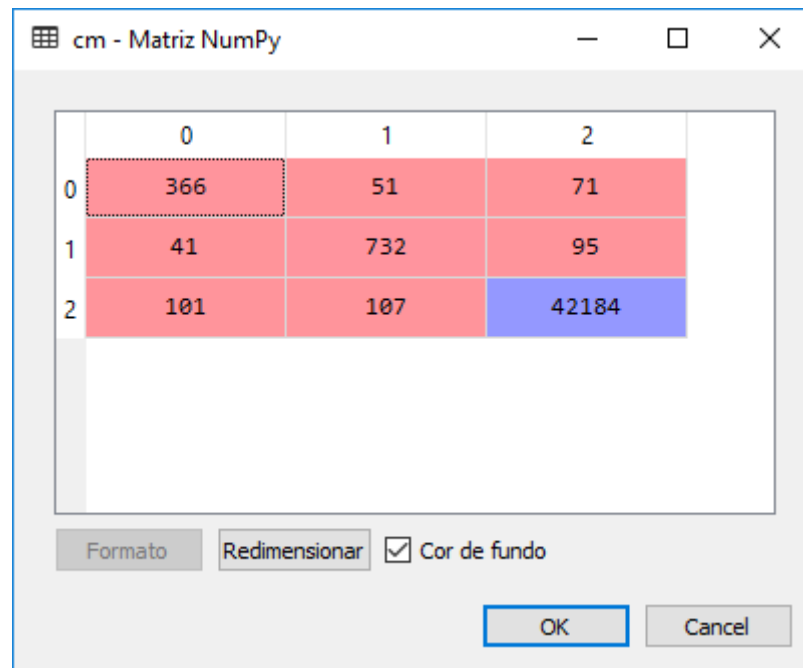 cm - Matriz NumPy
0 1 2
0 366 51 71
1 41 732 95
2 101 107 42184
Formato Redimensionar Cor de fundo
OK Cancel